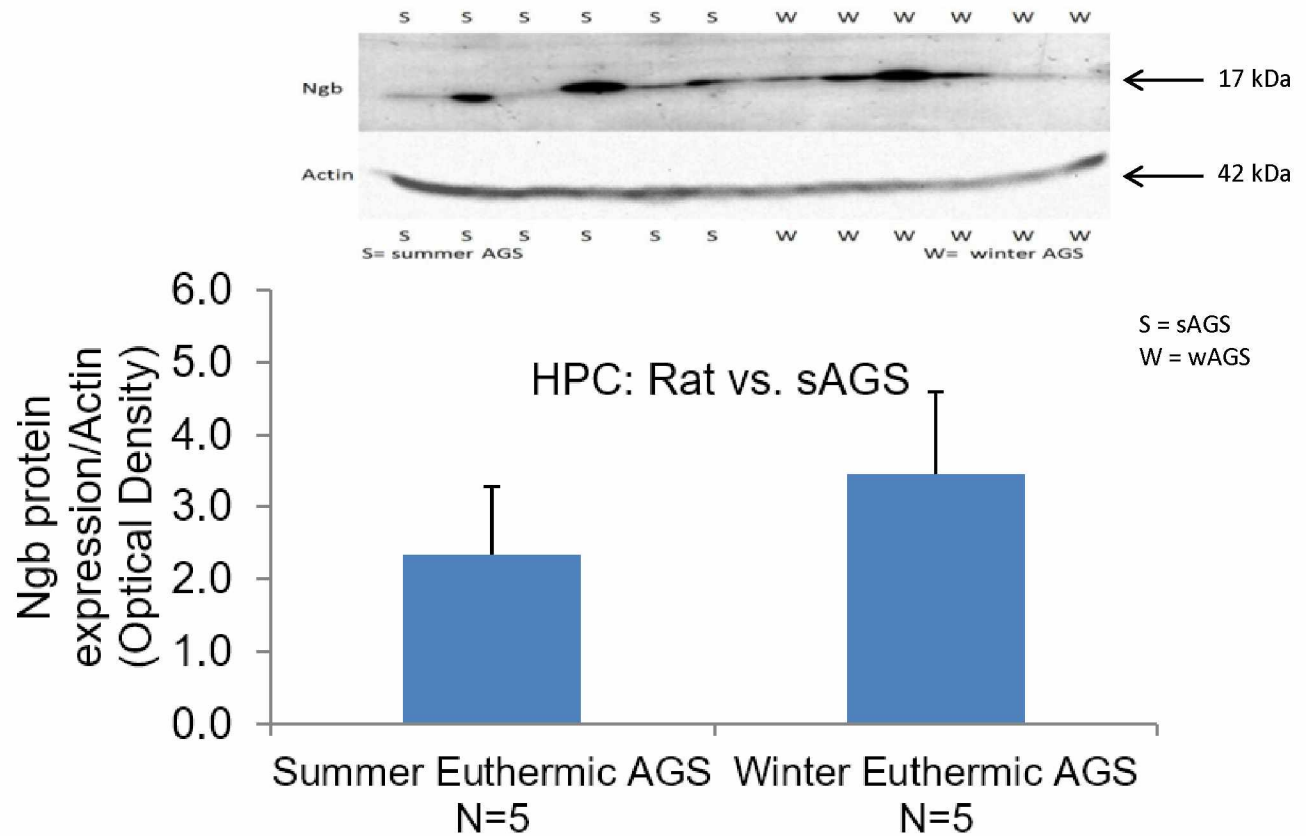 S S S S S S W W W W W W
Ngb
17 kDa
Actin
42 kDa
S S S S S S W W W W W W
S= summer AGS
W= winter AGS
S = sAGS
W = wAGS
HPC: Rat vs. sAGS
Ngb protein
expression/Actin
(Optical Density)
6.0
5.0
4.0
3.0
2.0
1.0
0.0
Summer Euthermic AGS
N=5
Winter Euthermic AGS
N=5